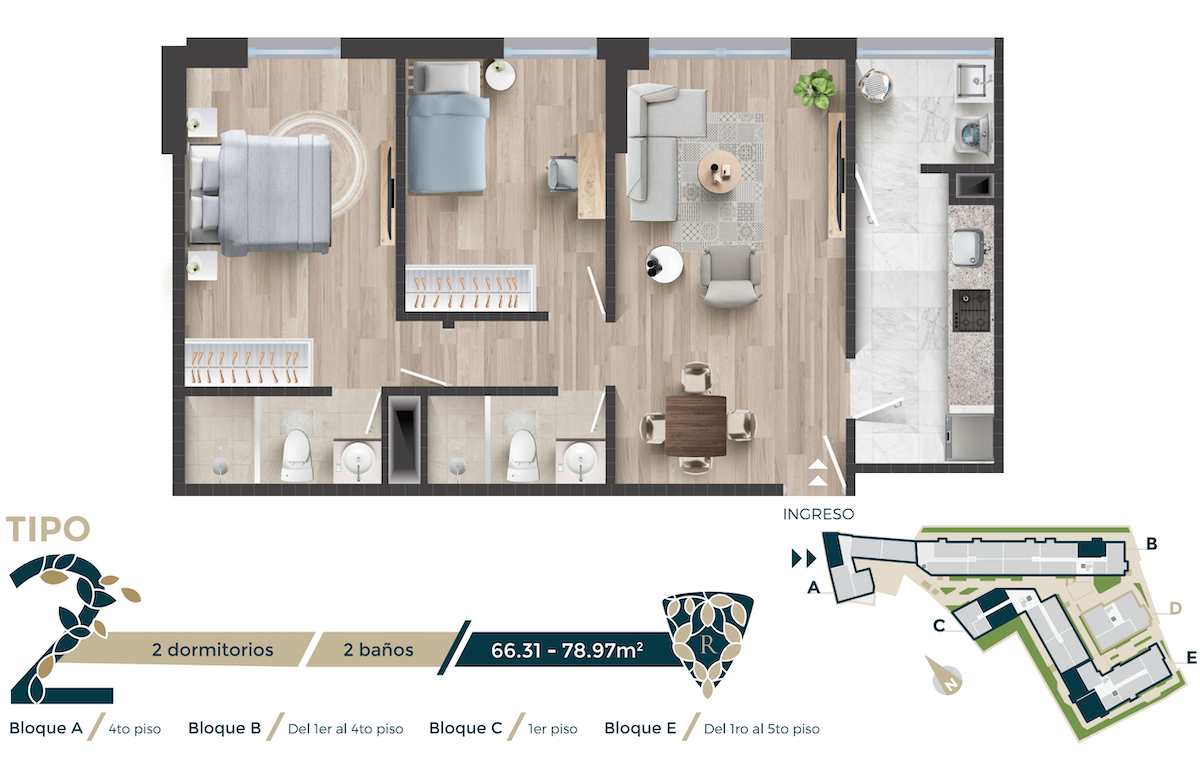 INGRESO
TIPO
2
2 dormitorios
2 baños
66.31 - 78.97m²
R
A
B
C
D
E
N
Bloque A / 4to piso
Bloque B / Del 1er al 4to piso
Bloque C / 1er piso
Bloque E / Del 1ro al 5to piso